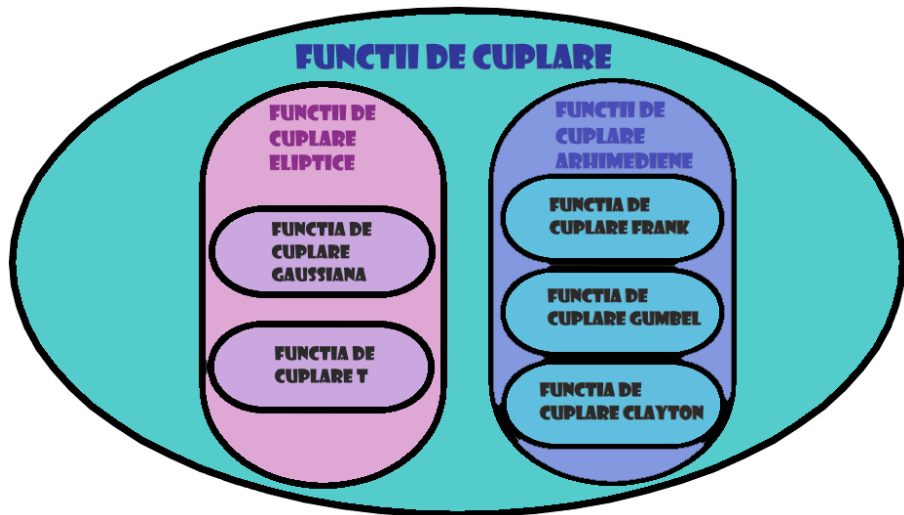 FUNCTII DE CUPLARE
FUNCTII DE
CUPLARE
ELIPTICE
FUNCTIA DE
CUPLARE
GAUSSIANA
FUNCTIA DE
CUPLARE T
FUNCTII DE
CUPLARE
ARHIMEDIENE
FUNCTIA DE
CUPLARE FRANK
FUNCTIA DE
CUPLARE GUMBEL
FUNCTIA DE
CUPLARE CLAYTON